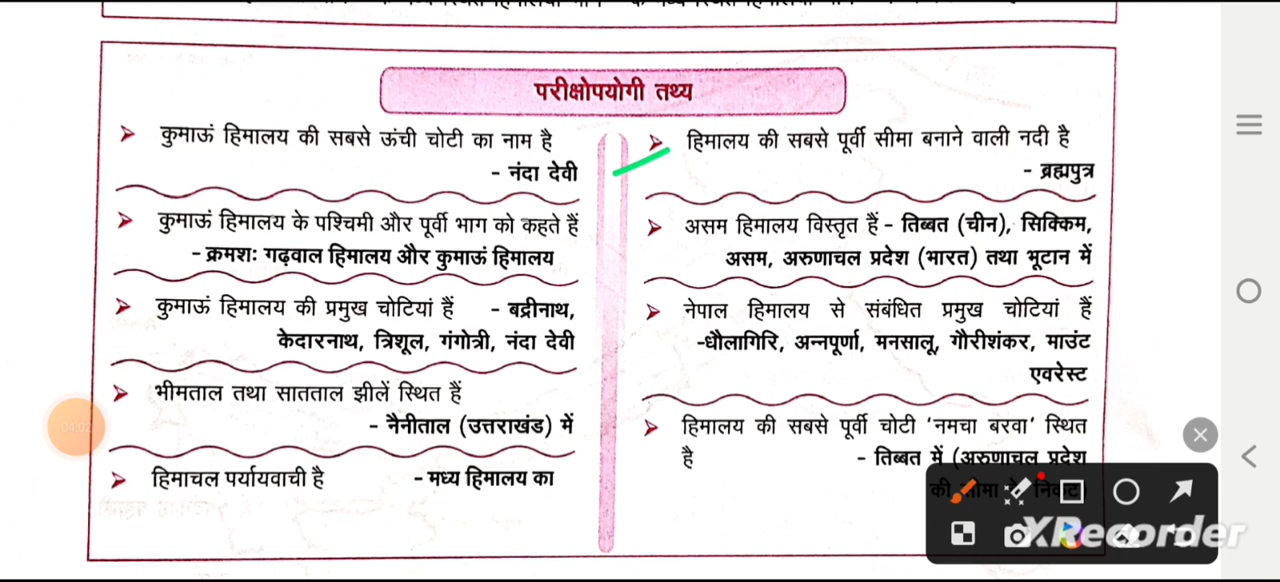 परीक्षोपयोगी तथ्य
कुमाऊं हिमालय की सबसे ऊंची चोटी का नाम है
- नंदा देवी
कुमाऊं हिमालय के पश्चिमी और पूर्वी भाग को कहते हैं
- क्रमशः गढ़वाल हिमालय और कुमाऊं हिमालय
कुमाऊं हिमालय की प्रमुख चोटियां हैं - बद्रीनाथ,
केदारनाथ, त्रिशूल, गंगोत्री, नंदा देवी
भीमताल तथा सातताल झीलें स्थित हैं
- नैनीताल (उत्तराखंड) में
हिमाचल पर्यायवाची है - मध्य हिमालय का
हिमालय की सबसे पूर्वी सीमा बनाने वाली नदी है
- ब्रह्मपुत्र
असम हिमालय विस्तृत हैं - तिब्बत (चीन), सिक्किम,
असम, अरुणाचल प्रदेश (भारत) तथा भूटान में
नेपाल हिमालय से संबंधित प्रमुख चोटियां हैं
-धौलागिरि, अन्नपूर्णा, मनसालू, गौरीशंकर, माउंट
एवरेस्ट
हिमालय की सबसे पूर्वी चोटी ‘नमचा बरवा’ स्थित
है - तिब्बत में (अरुणाचल प्रदेश
की सीमा के निकट)
04:02
XRecorder